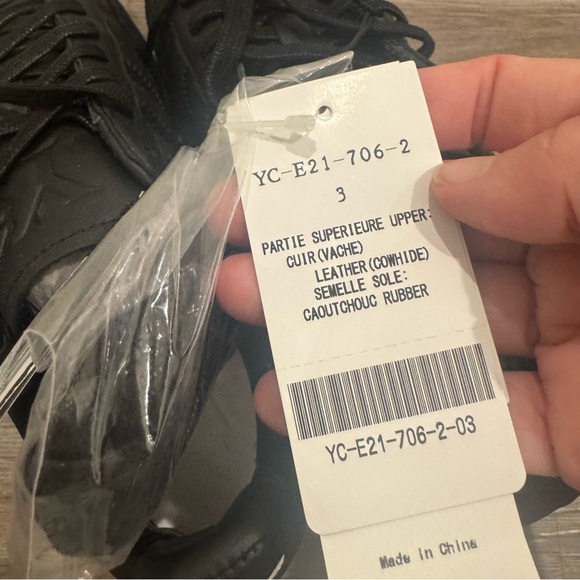 YC-E21-706-2
3
PARTIE SUPERIEURE UPPER:
CUIR(VACHE)
LEATHER(COWHIDE)
SEMELLE SOLE:
CAOUTCHOUC RUBBER
YC-E21-706-2-03
Made in China